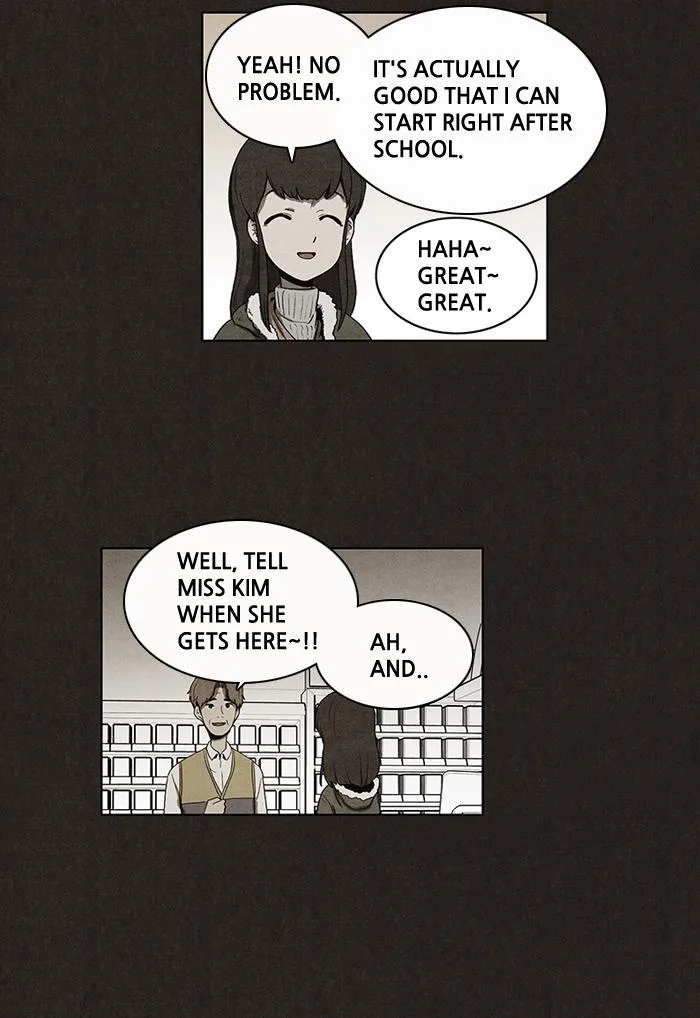 YEAH! NO
PROBLEM.
IT'S ACTUALLY
GOOD THAT I CAN
START RIGHT AFTER
SCHOOL.
HAHA~
GREAT~
GREAT.
WELL, TELL
MISS KIM
WHEN SHE
GETS HERE~!!
AH,
AND..